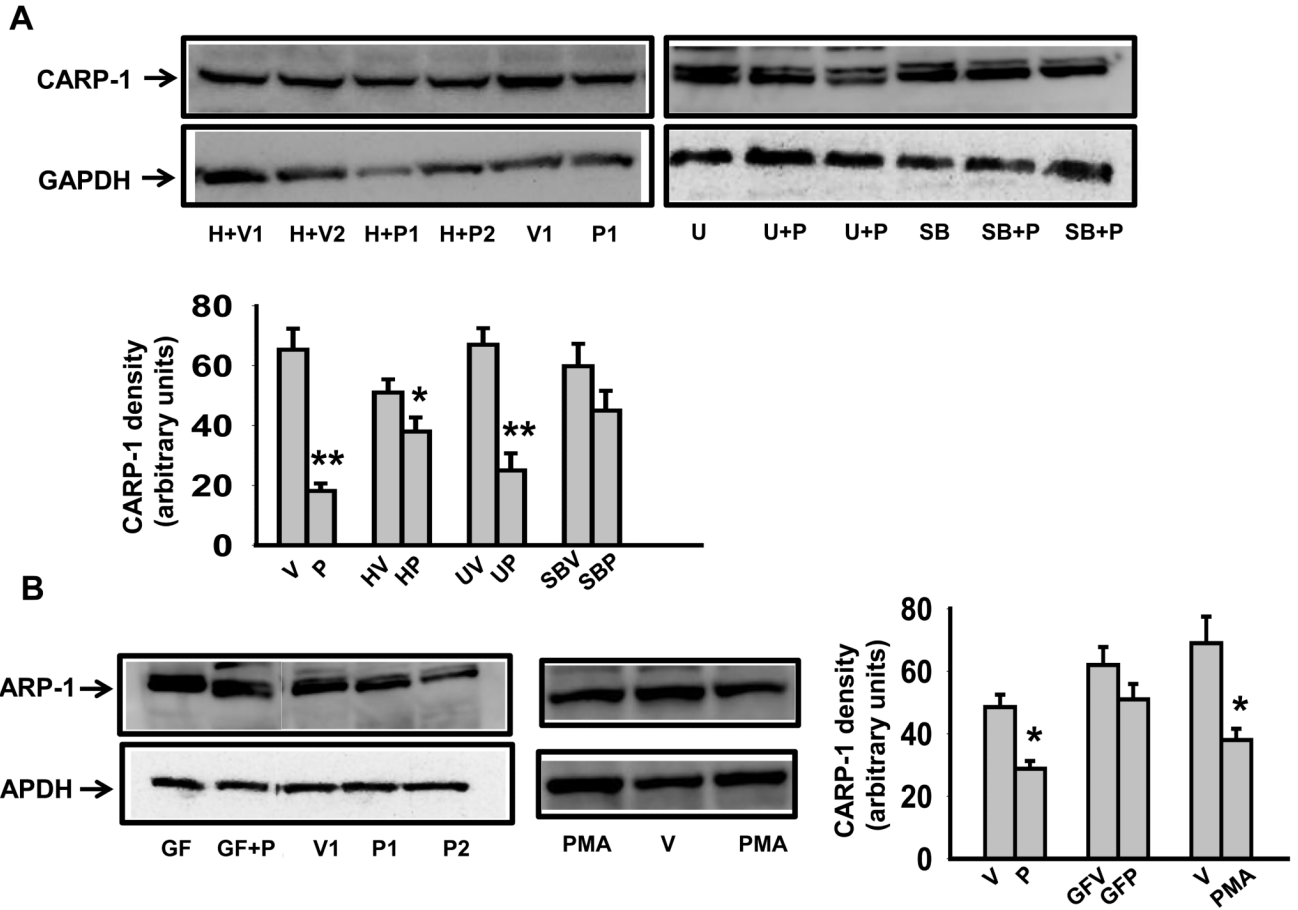 A
CARP-1
GAPDH
H+V1 H+V2 H+P1 H+P2 V1 P1
U U+P U+P SB SB+P SB+P
CARP-1 density
(arbitrary units)
80
60
40
20
0
**
*
**
V P HV HP UV UP SBV SBP
B
ARP-1
APDH
GF GF+P V1 P1 P2
PMA V PMA
CARP-1 density
(arbitrary units)
80
60
40
20
0
*
*
V P GFV GFP V PMA